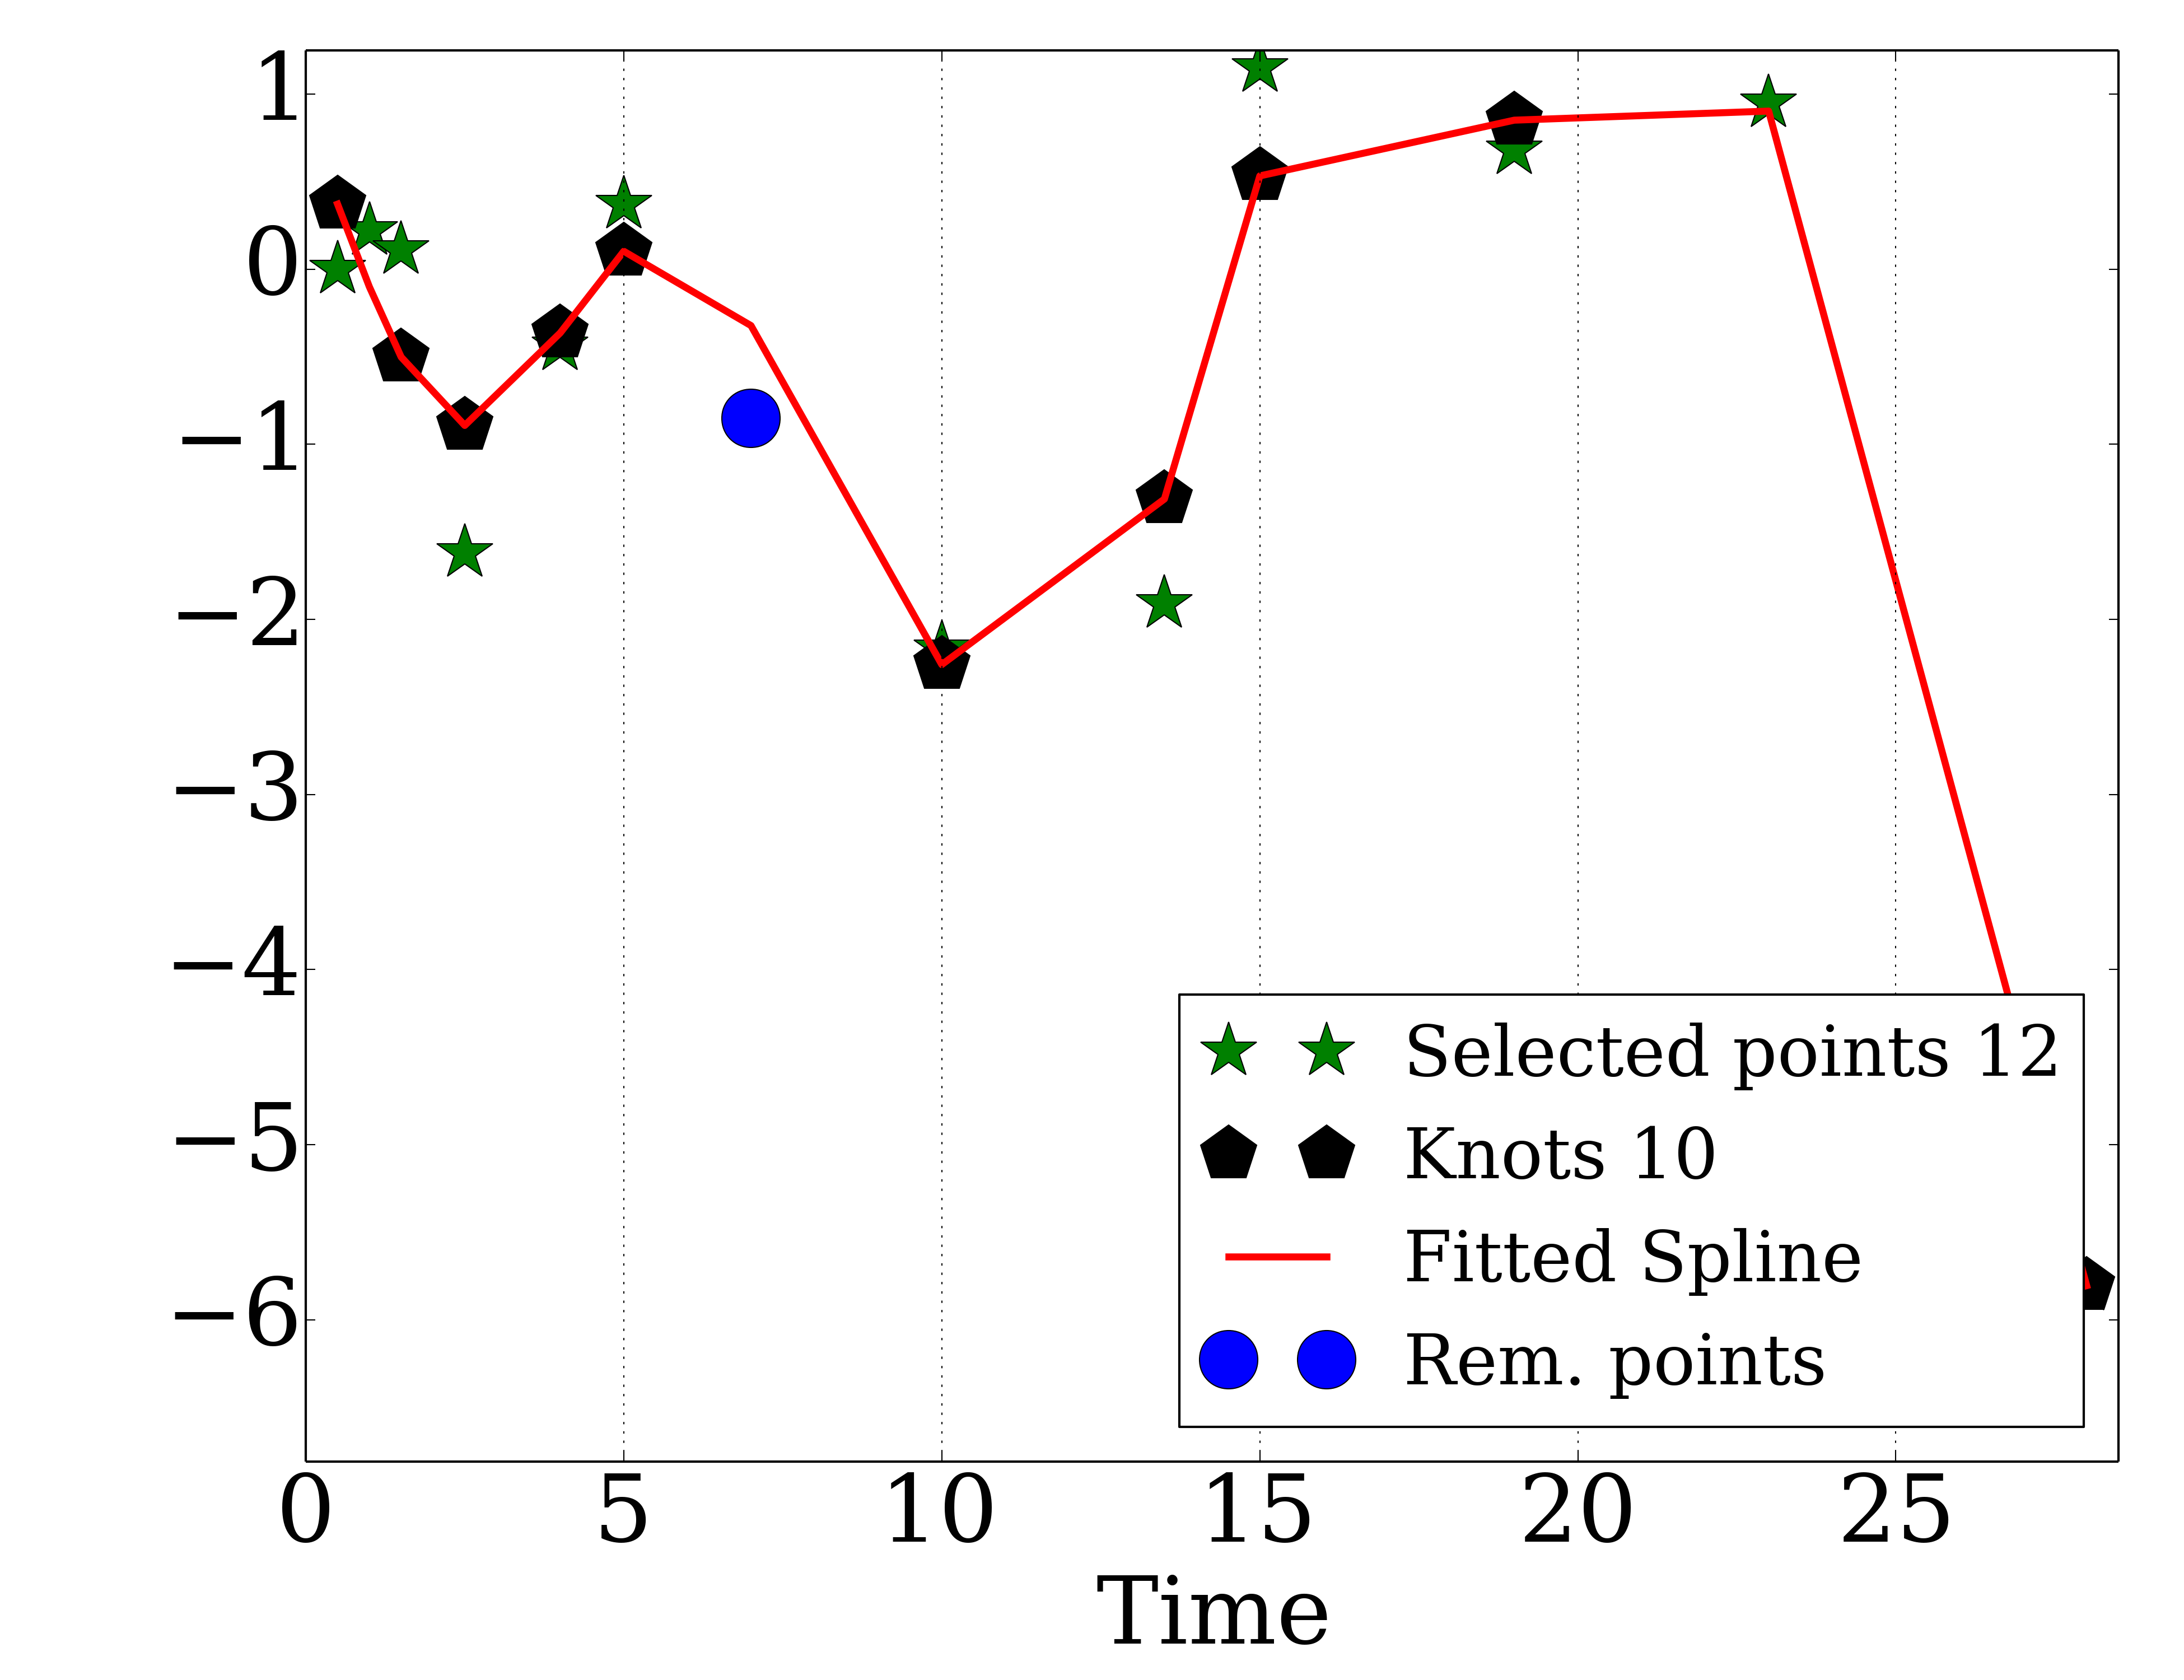 1
0
−1
−2
−3
−4
−5
−6
Selected points 12
Knots 10
Fitted Spline
Rem. points
0 5 10 15 20 25
Time